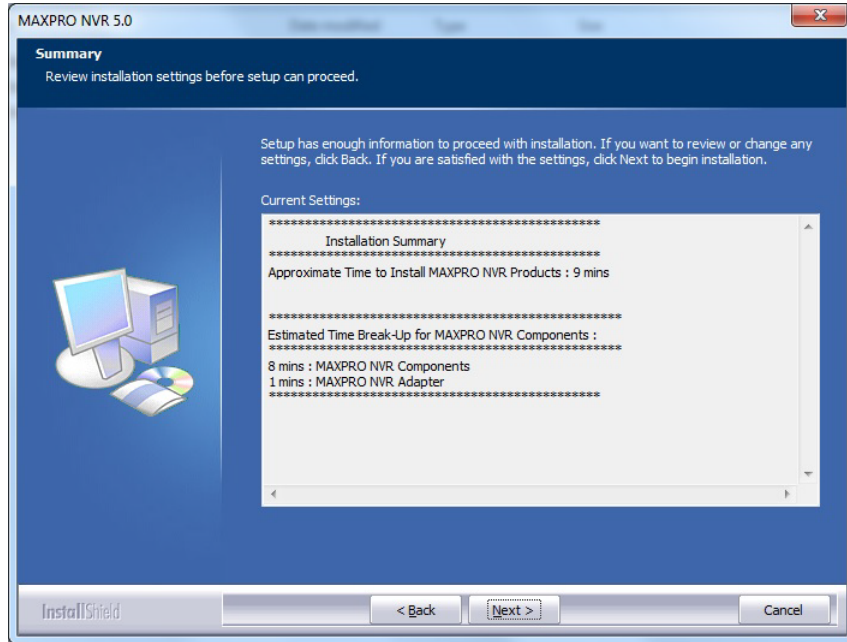 MAXPRO NVR 5.0
Date modified Type Size
Summary
Review installation settings before setup can proceed.
Setup has enough information to proceed with installation. If you want to review or change any
settings, click Back. If you are satisfied with the settings, click Next to begin installation.
Current Settings:
**********************************************
Installation Summary
**********************************************
Approximate Time to Install MAXPRO NVR Products : 9 mins
*************************************************
Estimated Time Break-Up for MAXPRO NVR Components :
*************************************************
8 mins : MAXPRO NVR Components
1 mins : MAXPRO NVR Adapter
**********************************************
InstallShield
< Back
Next >
Cancel